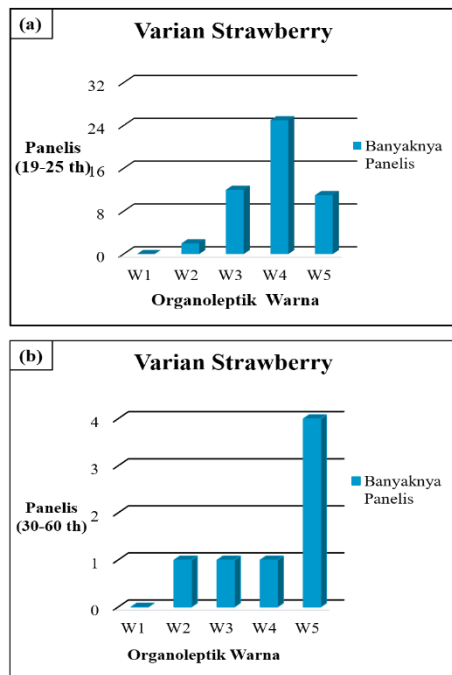 (a)
Varian Strawberry
32
24
16
8
0
Panelis
(19-25 th)
Banyaknya
Panelis
W1 W2 W3 W4 W5
Organoleptik Warna
(b)
Varian Strawberry
4
3
2
1
0
Panelis
(30-60 th)
Banyaknya
Panelis
W1 W2 W3 W4 W5
Organoleptik Warna